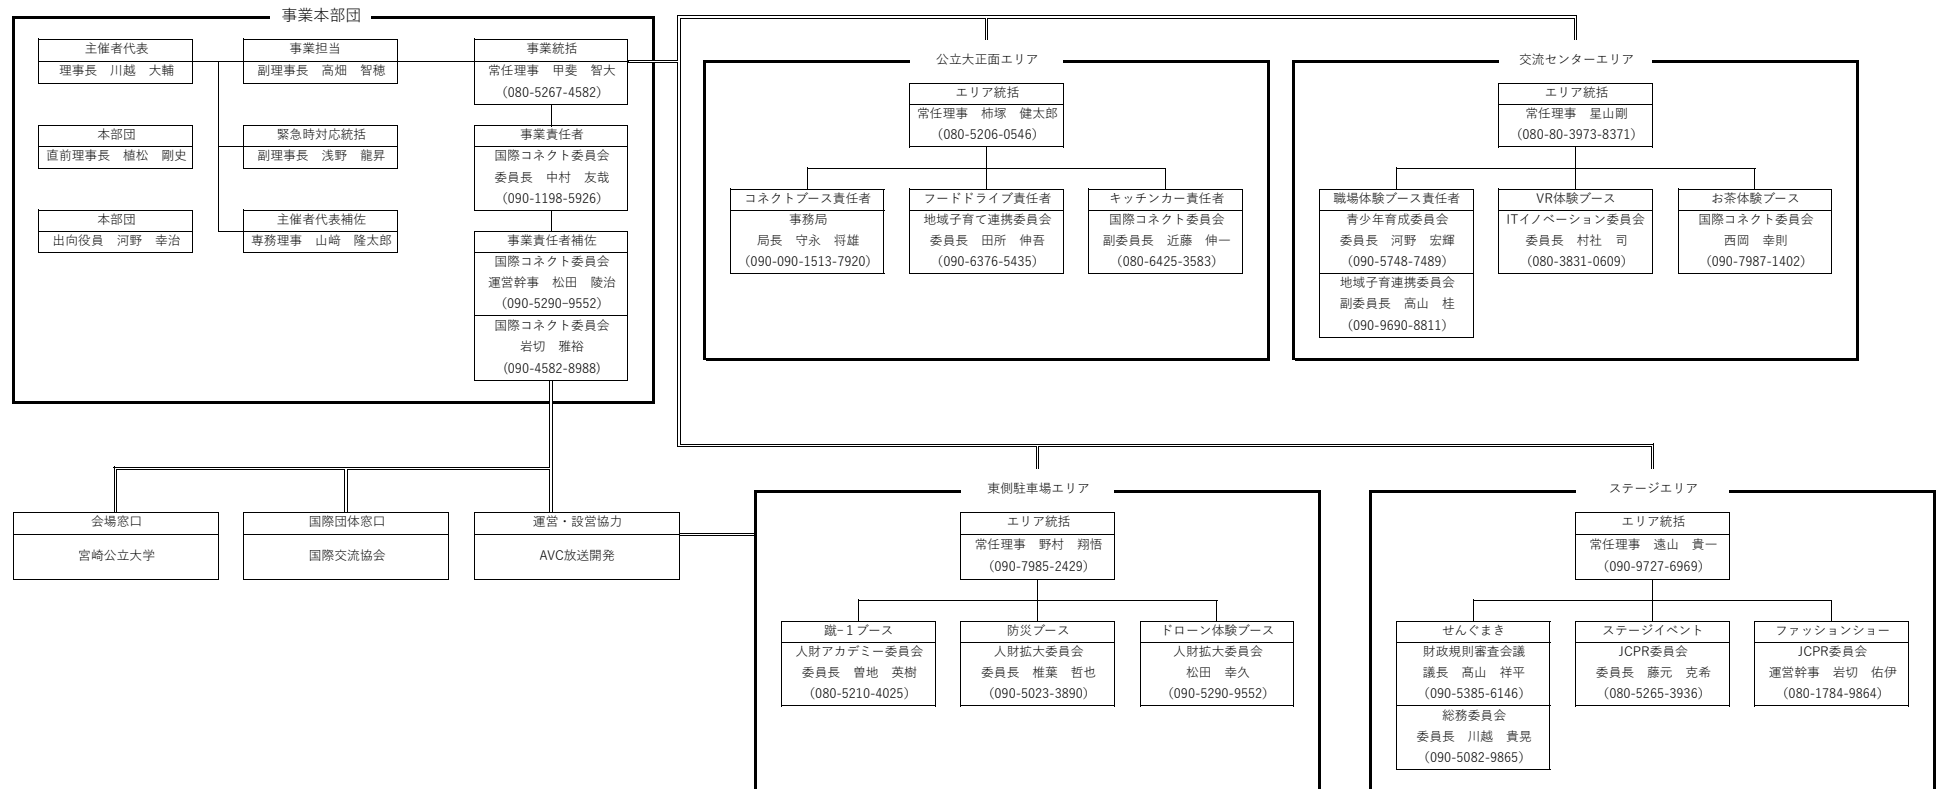 事業本部団
主催者代表
理事長　川越　大輔
事業担当
副理事長　高畑　智穂
事業統括
常任理事　甲斐　智大
（080-5267-4582）
本部団
直前理事長　植松　剛史
緊急時対応統括
副理事長　浅野　龍昇
事業責任者
国際コネクト委員会
委員長　中村　友哉
（090-1198-5926）
本部団
出向役員　河野　幸治
主催者代表補佐
専務理事　山﨑　隆太郎
事業責任者補佐
国際コネクト委員会
運営幹事　松田　陵治
（090-5290−9552）
国際コネクト委員会
岩切　雅裕
（090-4582-8988）
公立大正面エリア
エリア統括
常任理事　柿塚　健太郎
（080-5206-0546）
コネクトブース責任者
事務局
局長　守永　将雄
（090-090-1513-7920）
フードドライブ責任者
地域子育て連携委員会
委員長　田所　伸吾
（090-6376-5435）
キッチンカー責任者
国際コネクト委員会
副委員長　近藤　伸一
（080-6425-3583）
交流センターエリア
エリア統括
常任理事　星山剛
（080-80-3973-8371）
職場体験ブース責任者
青少年育成委員会
委員長　河野　宏輝
（090-5748-7489）
地域子育連携委員会
副委員長　高山　桂
（090-9690-8811）
VR体験ブース
ITイノベーション委員会
委員長　村社　司
（080-3831-0609）
お茶体験ブース
国際コネクト委員会
西岡　幸則
（090-7987-1402）
会場窓口
宮崎公立大学
国際団体窓口
国際交流協会
運営・設営協力
AVC放送開発
東側駐車場エリア
エリア統括
常任理事　野村　翔悟
（090-7985-2429）
蹴−１ブース
人財アカデミー委員会
委員長　曽地　英樹
（080-5210-4025）
防災ブース
人財拡大委員会
委員長　椎葉　哲也
（090-5023-3890）
ドローン体験ブース
人財拡大委員会
松田　幸久
（090-5290-9552）
ステージエリア
エリア統括
常任理事　遠山　貴一
（090-9727-6969）
せんぐまき
財政規則審査会議
議長　髙山　祥平
（090-5385-6146）
総務委員会
委員長　川越　貴晃
（090-5082-9865）
ステージイベント
JCPR委員会
委員長　藤元　克希
（080-5265-3936）
ファッションショー
JCPR委員会
運営幹事　岩切　佑伊
（080-1784-9864）